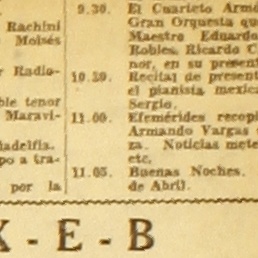 9.30. El Cuarteto Armó
Gran Orquesta qu
Rachini
Maestro Eduardo
Moisés
Robles. Ricardo C
nor, en su present
r Radio-
10.30. Recital de present
el pianista mexica
ble tenor
Sergio.
Maravi-
11.00. Efemérides recopi
Armando Vargas
ladelfia.
za. Noticias mete
po a tra-
etc.
11.05. Buenas Noches.
por la
de Abril.
X - E - B